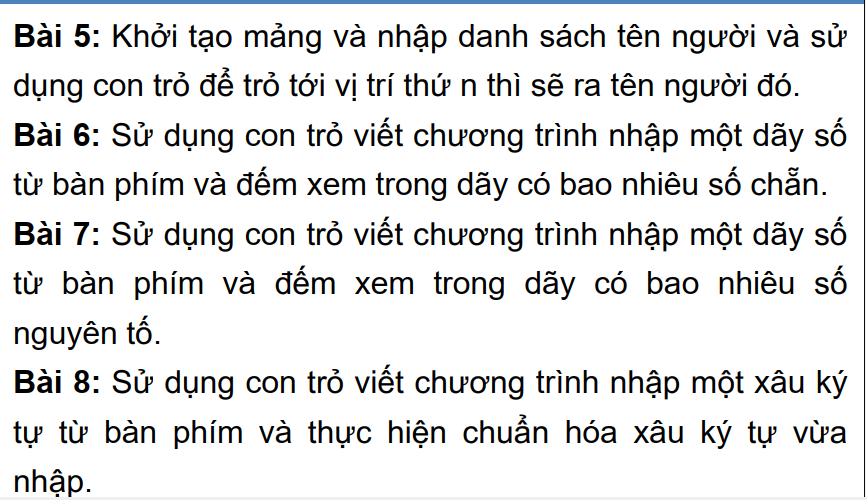 Bài 5: Khởi tạo mảng và nhập danh sách tên người và sử
dụng con trỏ để trỏ tới vị trí thứ n thì sẽ ra tên người đó.
Bài 6: Sử dụng con trỏ viết chương trình nhập một dãy số
từ bàn phím và đếm xem trong dãy có bao nhiêu số chẵn.
Bài 7: Sử dụng con trỏ viết chương trình nhập một dãy số
từ bàn phím và đếm xem trong dãy có bao nhiêu số
nguyên tố.
Bài 8: Sử dụng con trỏ viết chương trình nhập một xâu ký
tự từ bàn phím và thực hiện chuẩn hóa xâu ký tự vừa
nhập.